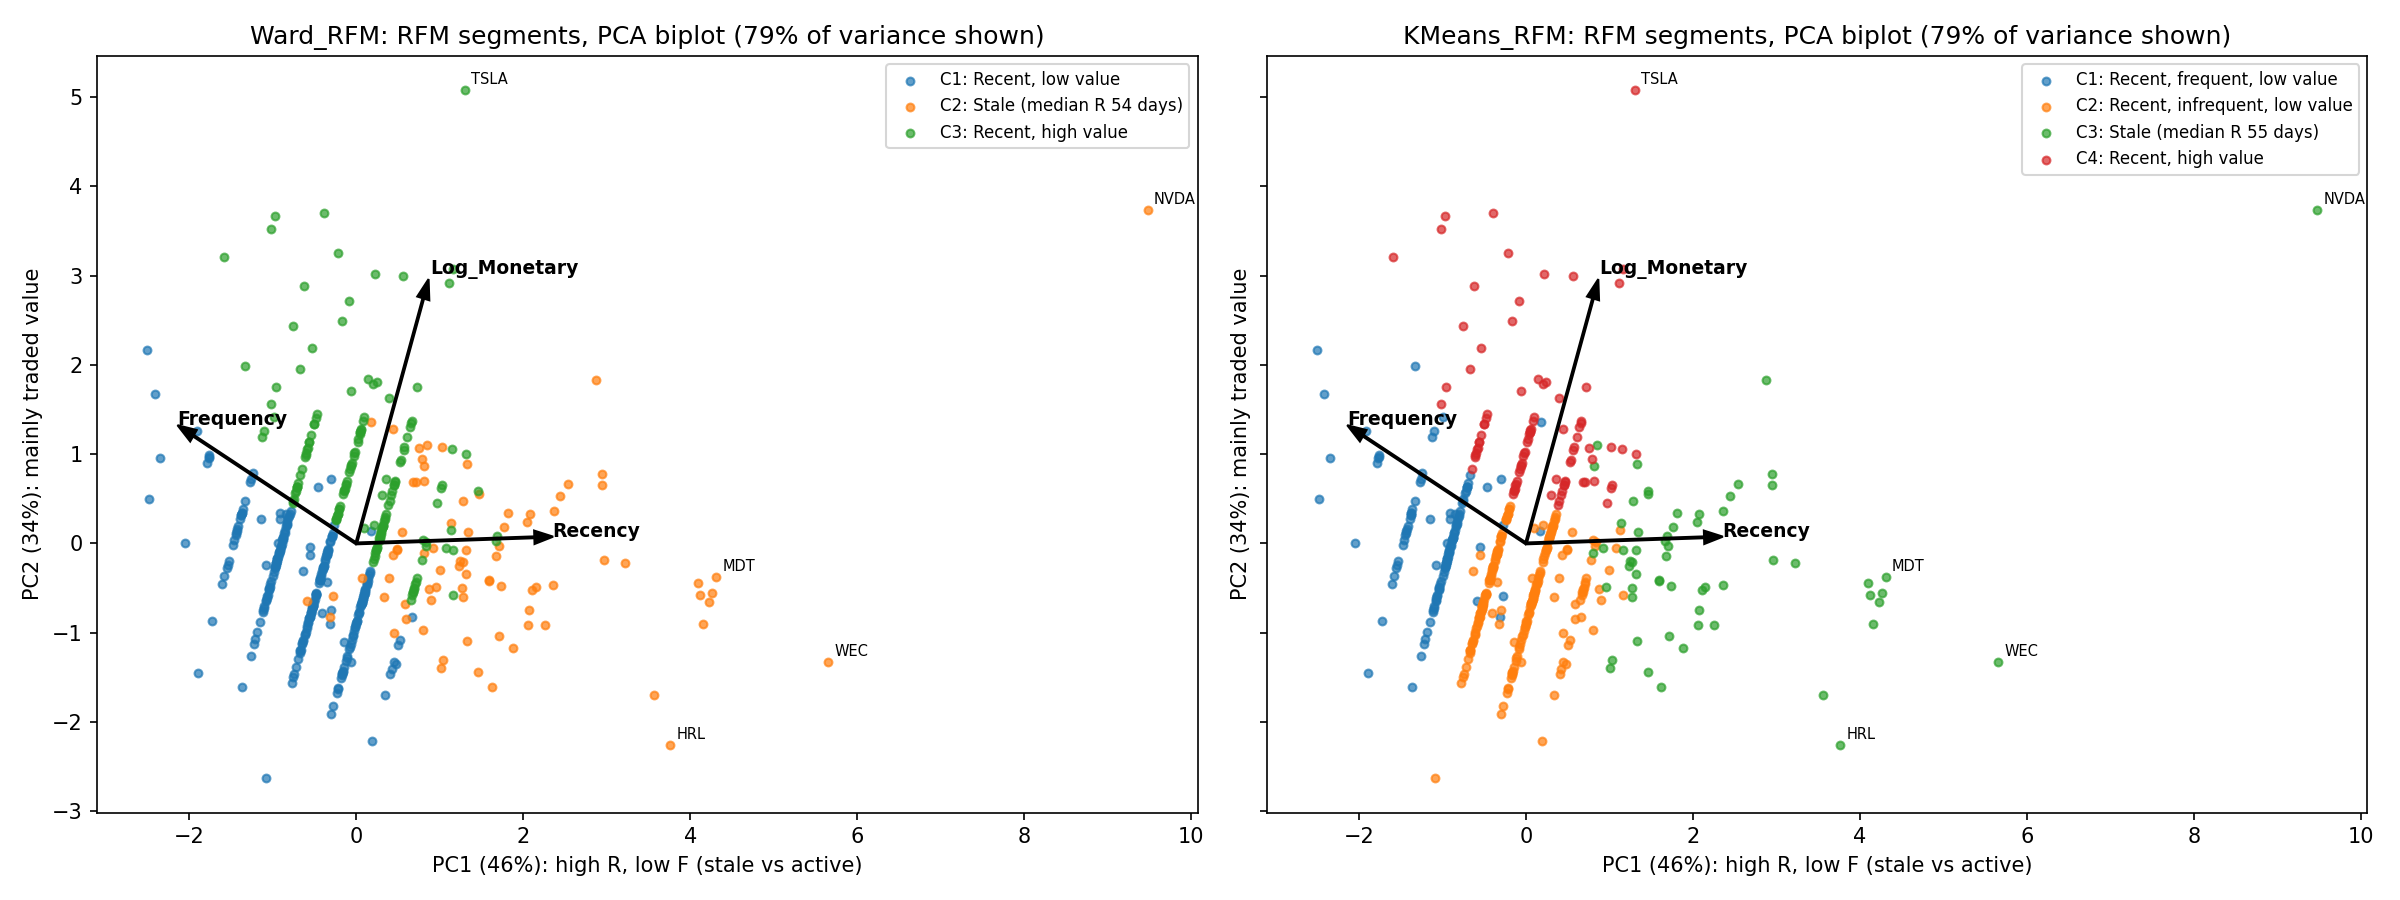 Ward_RFM: RFM segments, PCA biplot (79% of variance shown)
C1: Recent, low value
C2: Stale (median R 54 days)
C3: Recent, high value
TSLA
NVDA
Log_Monetary
Frequency
Recency
MDT
WEC
HRL
5
4
3
2
1
0
−1
−2
−3
PC2 (34%): mainly traded value
−2
0
2
4
6
8
10
PC1 (46%): high R, low F (stale vs active)
KMeans_RFM: RFM segments, PCA biplot (79% of variance shown)
C1: Recent, frequent, low value
C2: Recent, infrequent, low value
C3: Stale (median R 55 days)
C4: Recent, high value
TSLA
NVDA
Log_Monetary
Frequency
Recency
MDT
WEC
HRL
PC2 (34%): mainly traded value
−2
0
2
4
6
8
10
PC1 (46%): high R, low F (stale vs active)